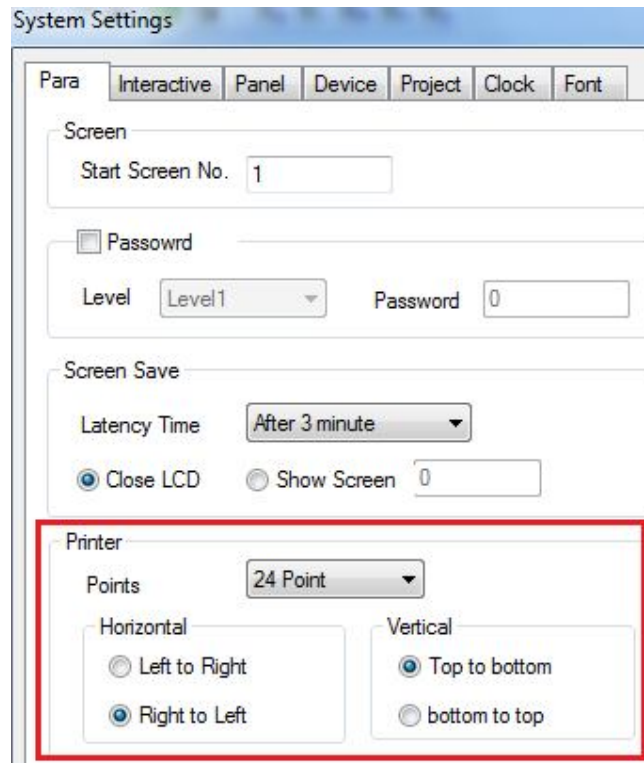 System Settings
Para Interactive Panel Device Project Clock Font
Screen
Start Screen No. 1
Passowrd
Level Level1 Password 0
Screen Save
Latency Time After 3 minute
Close LCD Show Screen 0
Printer
Points 24 Point
Horizontal Vertical
Left to Right Top to bottom
Right to Left bottom to top